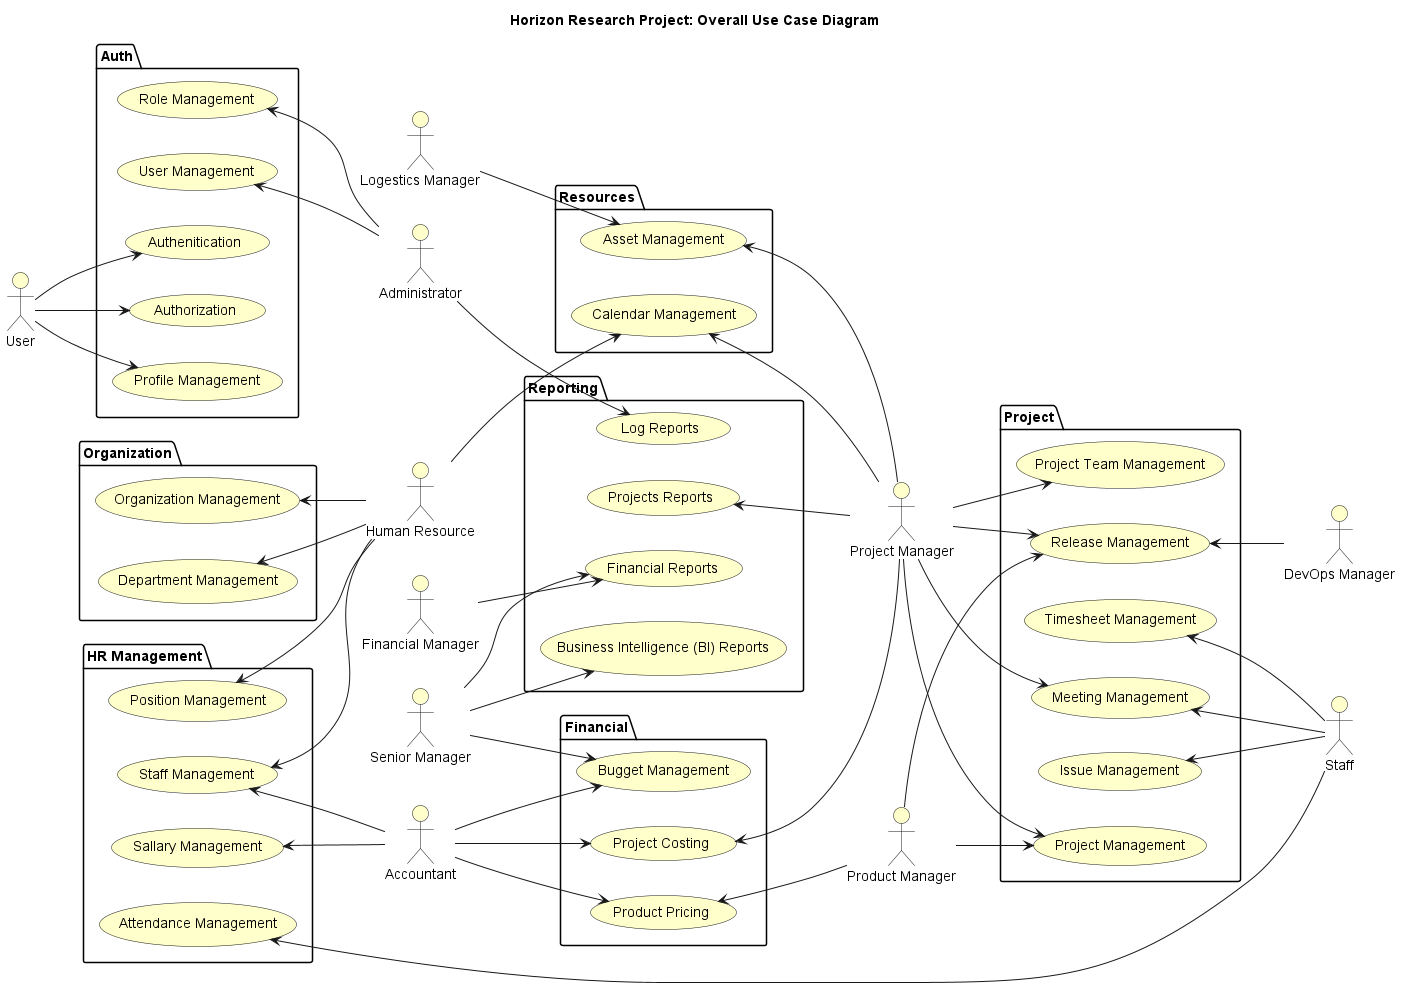 Horizon Research Project: Overall Use Case Diagram
Auth
Role Management
User Management
Authenitication
Authorization
Profile Management
User
Organization
Organization Management
Department Management
HR Management
Position Management
Staff Management
Sallary Management
Attendance Management
Logestics Manager
Administrator
Human Resource
Financial Manager
Senior Manager
Accountant
Resources
Asset Management
Calendar Management
Reporting
Log Reports
Projects Reports
Financial Reports
Business Intelligence (BI) Reports
Financial
Bugget Management
Project Costing
Product Pricing
Project Manager
Product Manager
Project
Project Team Management
Release Management
Timesheet Management
Meeting Management
Issue Management
Project Management
DevOps Manager
Staff